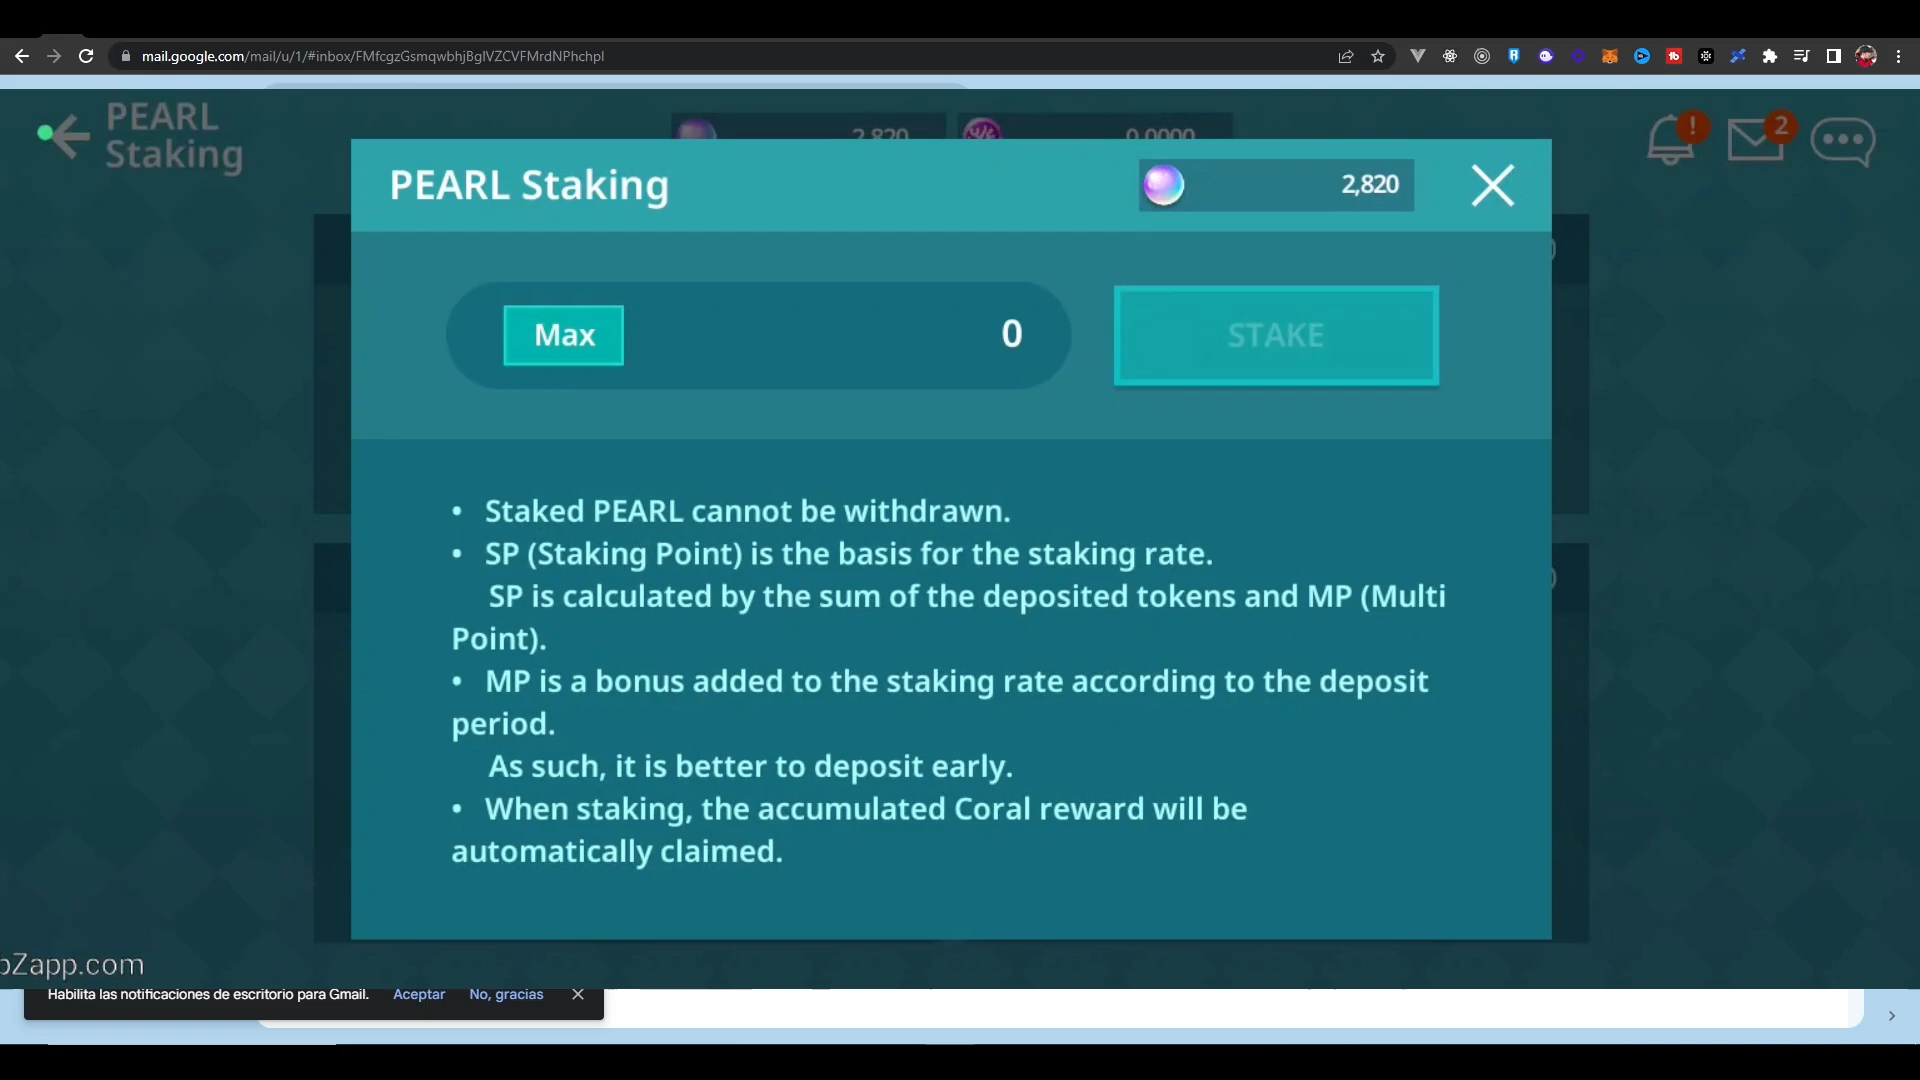 mail.google.com/mail/u/1/#inbox/FMfcgzGsmqwbhjBglVZCVFMrdNPhchpl
PEARL
Staking
2,820
0.0000
!
2
PEARL Staking
2,820
Max
0
STAKE
• Staked PEARL cannot be withdrawn.
• SP (Staking Point) is the basis for the staking rate.
SP is calculated by the sum of the deposited tokens and MP (Multi
Point).
• MP is a bonus added to the staking rate according to the deposit
period.
As such, it is better to deposit early.
• When staking, the accumulated Coral reward will be
automatically claimed.
Zapp.com
Habilita las notificaciones de escritorio para Gmail. Aceptar No, gracias